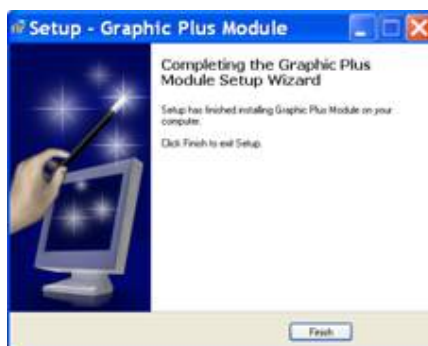 Setup - Graphic Plus Module
Completing the Graphic Plus
Module Setup Wizard
Setup has finished installing Graphic Plus Module on your
computer.
Click Finish to exit Setup.
Finish